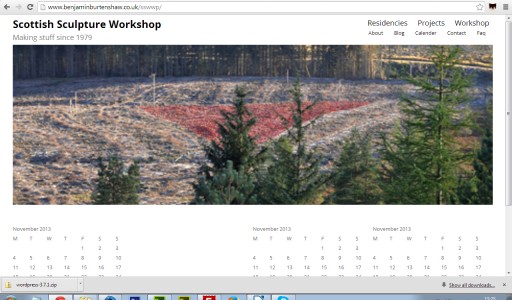 www.benjaminburtenshaw.co.uk/swwwp/
Scottish Sculpture Workshop
Making stuff since 1979
Residencies Projects Workshop
About Blog Calender Contact Faq
November 2013 November 2013 November 2013
M T W T F S S M T W T F S S M T W T F S S
1 2 3 1 2 3 1 2 3
4 5 6 7 8 9 10 4 5 6 7 8 9 10 4 5 6 7 8 9 10
11 12 13 14 15 16 17 11 12 13 14 15 16 17 11 12 13 14 15 16 17
wordpress-3.7.1.zip
Show all downloads...